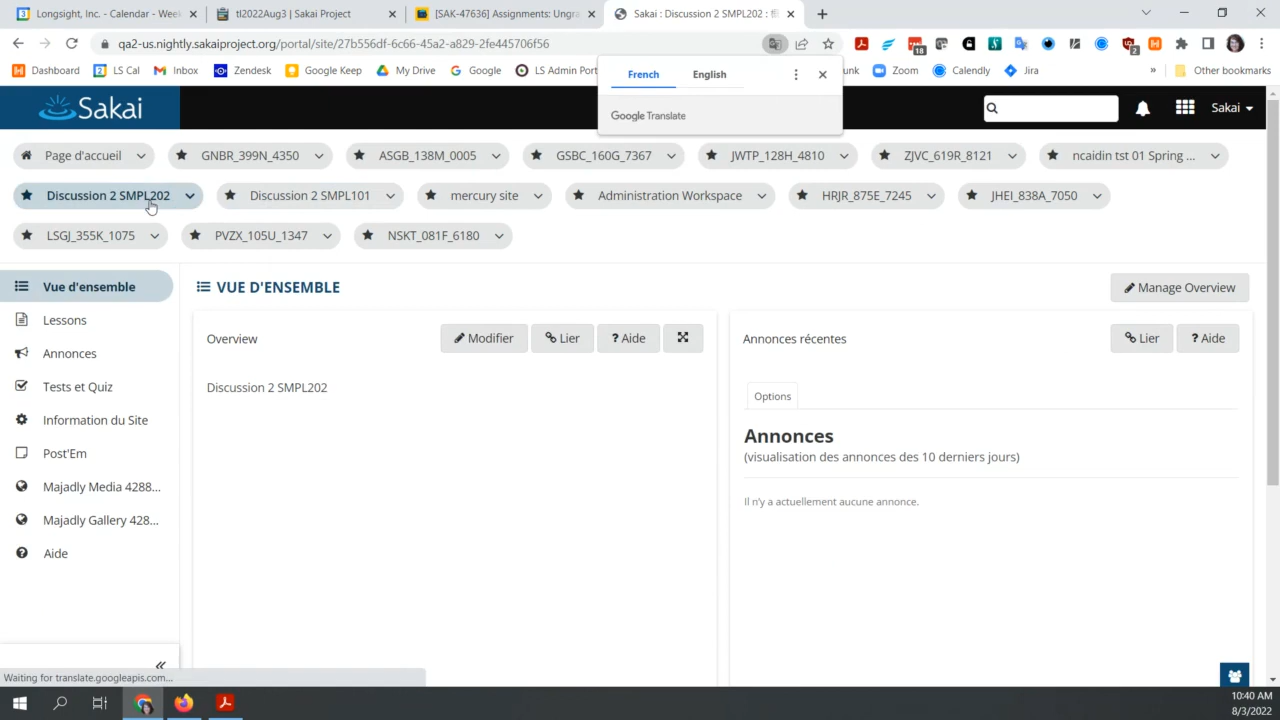 Longsight, Inc. - Calendar - Week
tl2022Aug3 | Sakai Project
[SAK-47636] Assignments: Ungra
Sakai : Discussion 2 SMPL202 : 
qa2-us.nightly.sakaiproject.org/portal/site/27b556df-6c66-45a2-a829-2fe445706f56
18
2
Dashboard
LS Cal
Inbox
Zendesk
Google Keep
My Drive
Google
LS Admin Port
unk
Zoom
Calendly
Jira
»
Other bookmarks
French
English
Google Translate
Sakai
Sakai
Page d'accueil
GNBR_399N_4350
ASGB_138M_0005
GSBC_160G_7367
JWTP_128H_4810
ZJVC_619R_8121
ncaidin tst 01 Spring ...
Discussion 2 SMPL202
Discussion 2 SMPL101
mercury site
Administration Workspace
HRJR_875E_7245
JHEI_838A_7050
LSGJ_355K_1075
PVZX_105U_1347
NSKT_081F_6180
Vue d'ensemble
Lessons
Annonces
Tests et Quiz
Information du Site
Post'Em
Majadly Media 4288...
Majadly Gallery 428...
Aide
VUE D'ENSEMBLE
Manage Overview
Overview
Modifier
Lier
? Aide
Discussion 2 SMPL202
Annonces récentes
Lier
? Aide
Options
Annonces
(visualisation des annonces des 10 derniers jours)
Il n'y a actuellement aucune annonce.
Waiting for translate.googleapis.com...
10:40 AM
8/3/2022